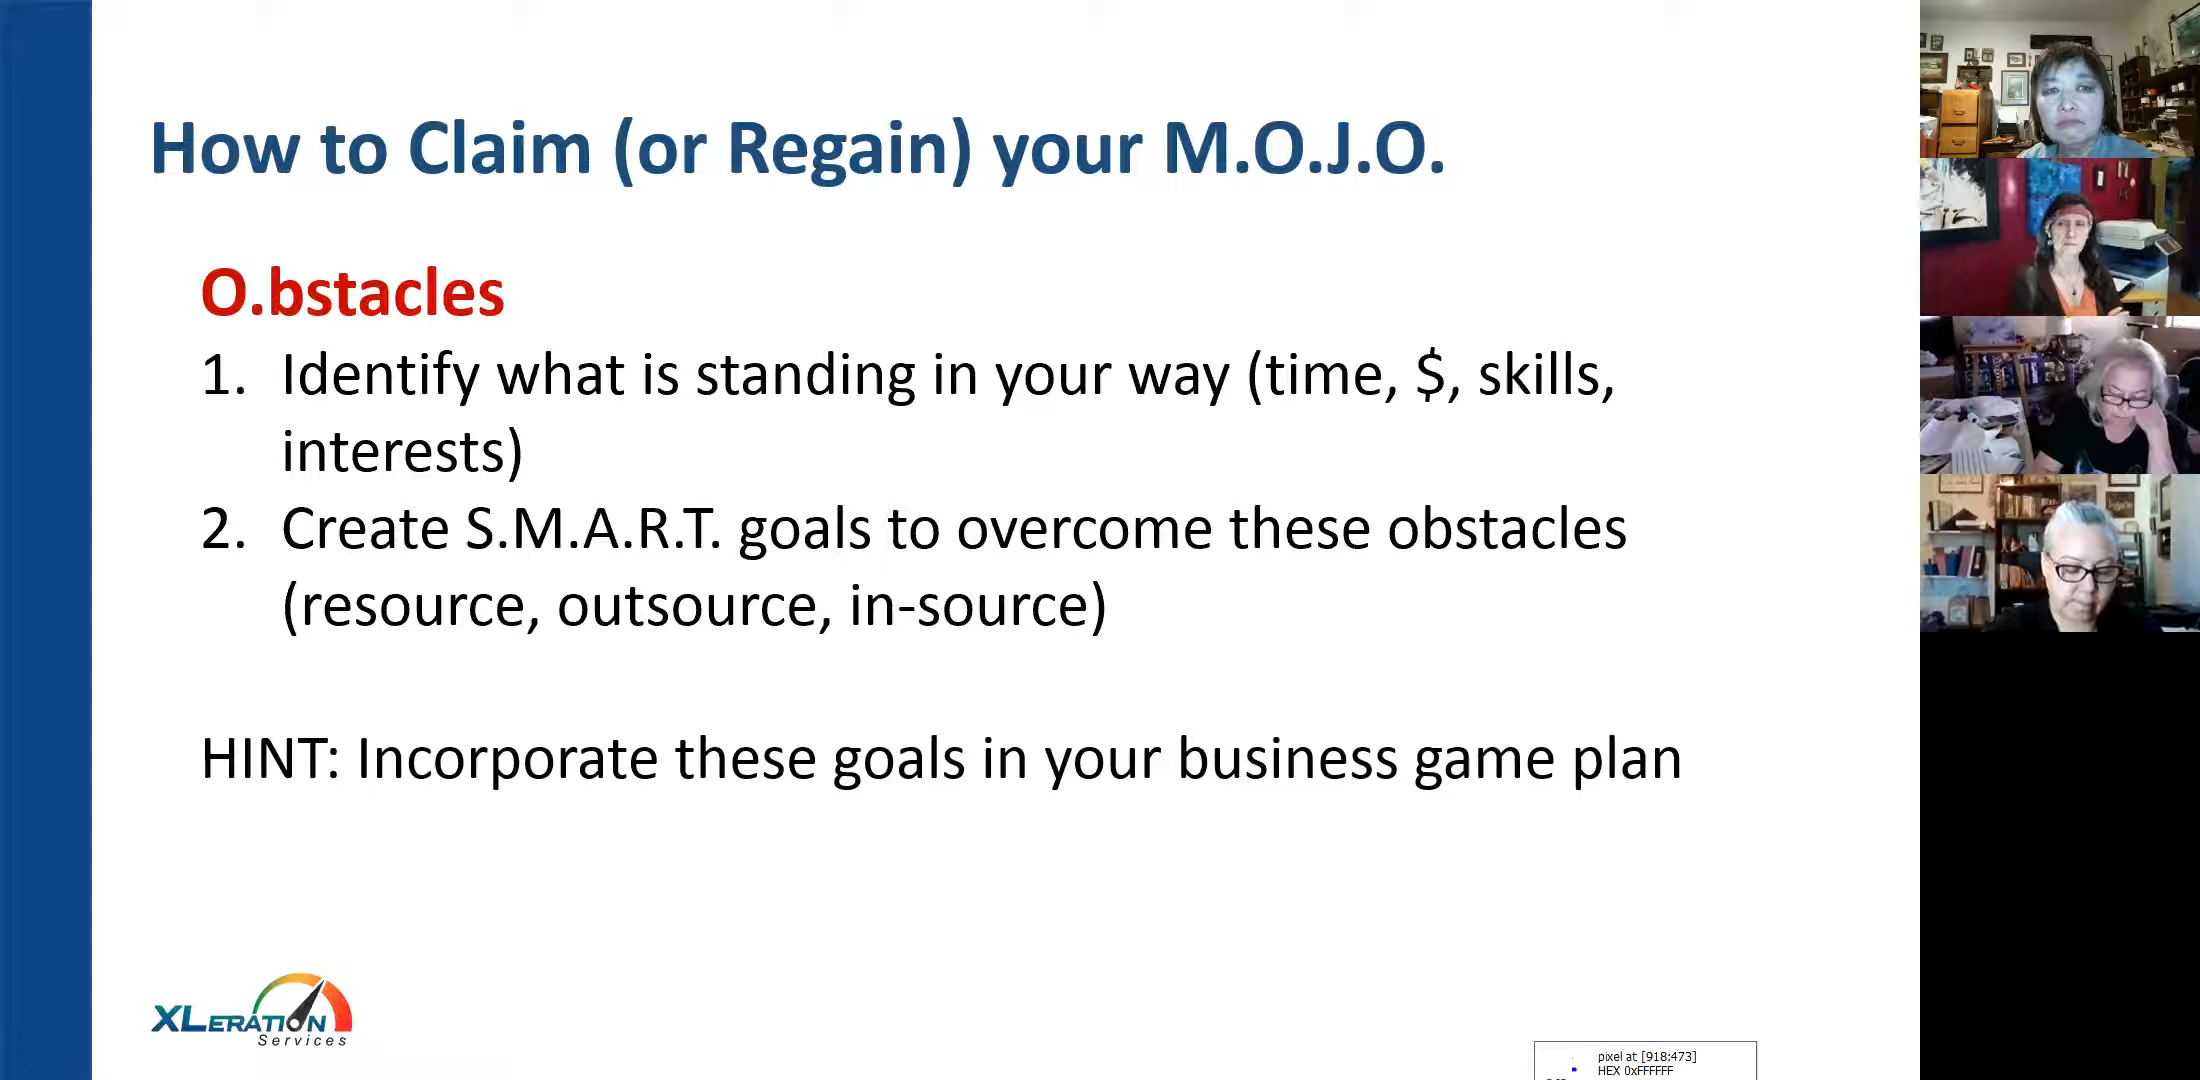 How to Claim (or Regain) your M.O.J.O.
O.bstacles
1. Identify what is standing in your way (time, $, skills,
interests)
2. Create S.M.A.R.T. goals to overcome these obstacles
(resource, outsource, in-source)
HINT: Incorporate these goals in your business game plan
XLERATION
Services
pixel at [918:473]
HEX 0xFFFFFF